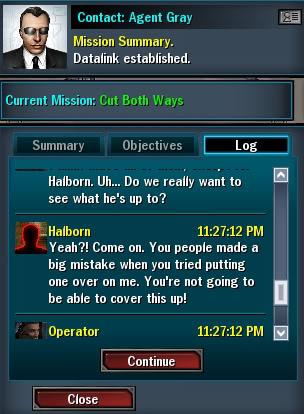 Contact: Agent Gray
Mission Summary.
Datalink established.
Current Mission: Cut Both Ways
Summary
Objectives
Log
Halborn. Uh... Do we really want to
see what he's up to?
Halborn 11:27:12 PM
Yeah?! Come on. You people made a
big mistake when you tried putting
one over on me. You're not going to
be able to cover this up!
Operator 11:27:12 PM
Continue
Close